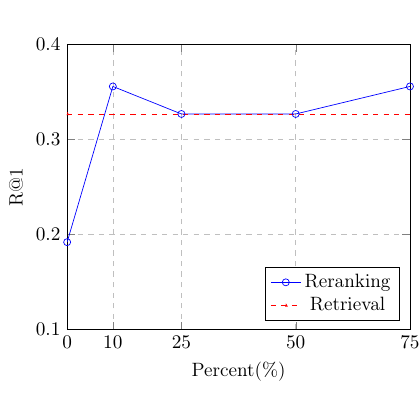 0.4
0.3
0.2
0.1
R@1
Reranking
Retrieval
0 10 25 50 75
Percent(%)